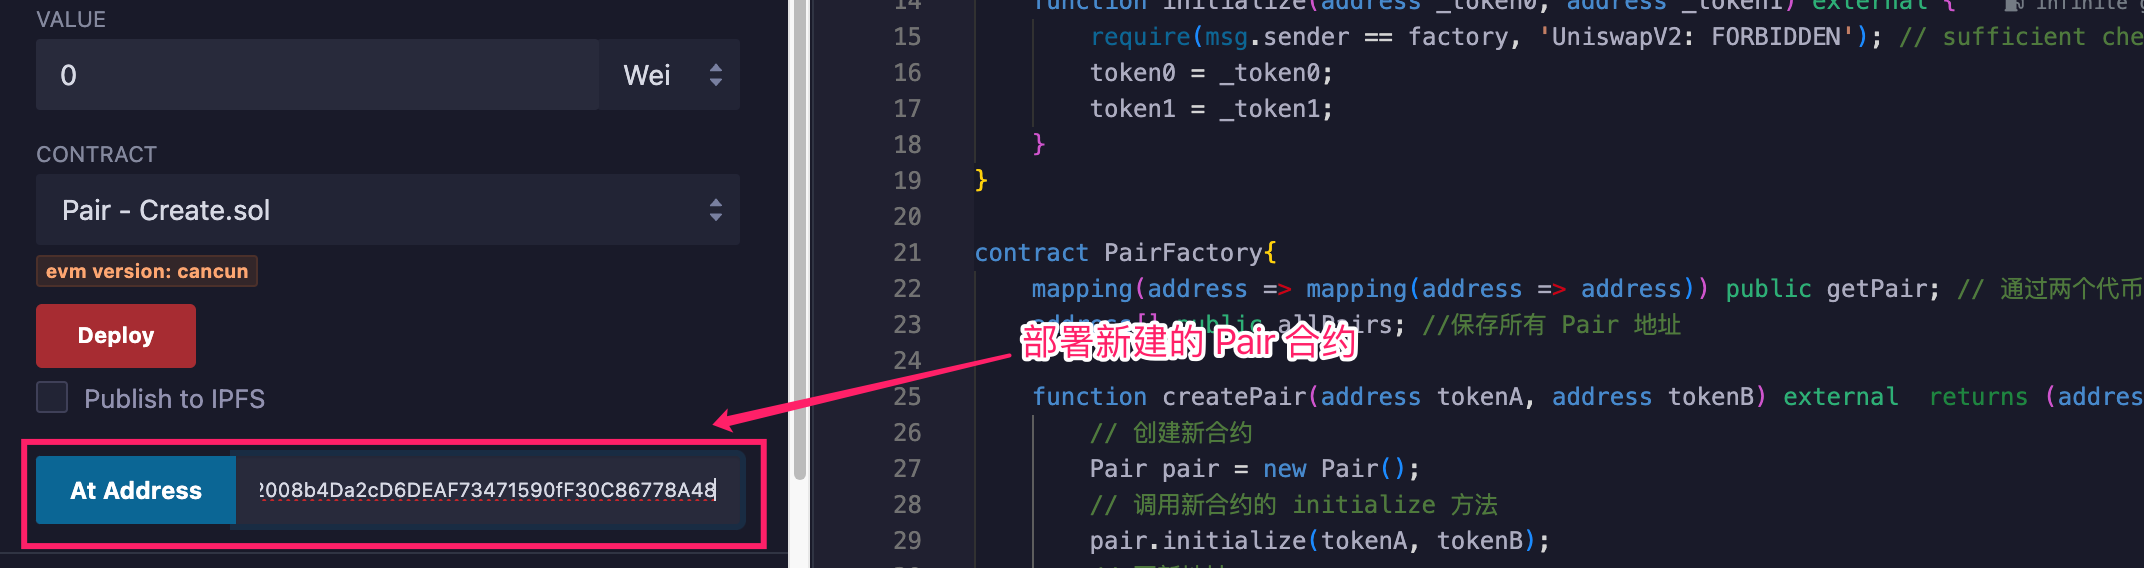 VALUE
0
Wei
CONTRACT
Pair - Create.sol
evm version: cancun
Deploy
Publish to IPFS
At Address
2008b4Da2cD6DEAF73471590fF30C86778A48
14 function initialize(address _token0, address _token1) external { infinite
15 require(msg.sender == factory, 'UniswapV2: FORBIDDEN'); // sufficient che
16 token0 = _token0;
17 token1 = _token1;
18 }
19 }
20
21 contract PairFactory{
22 mapping(address => mapping(address => address)) public getPair; // 通过两个代币
23 address[] public allPairs; //保存所有 Pair 地址
部署新建的 Pair 合约
24
25 function createPair(address tokenA, address tokenB) external returns (addres
26 // 创建新合约
27 Pair pair = new Pair();
28 // 调用新合约的 initialize 方法
29 pair.initialize(tokenA, tokenB);